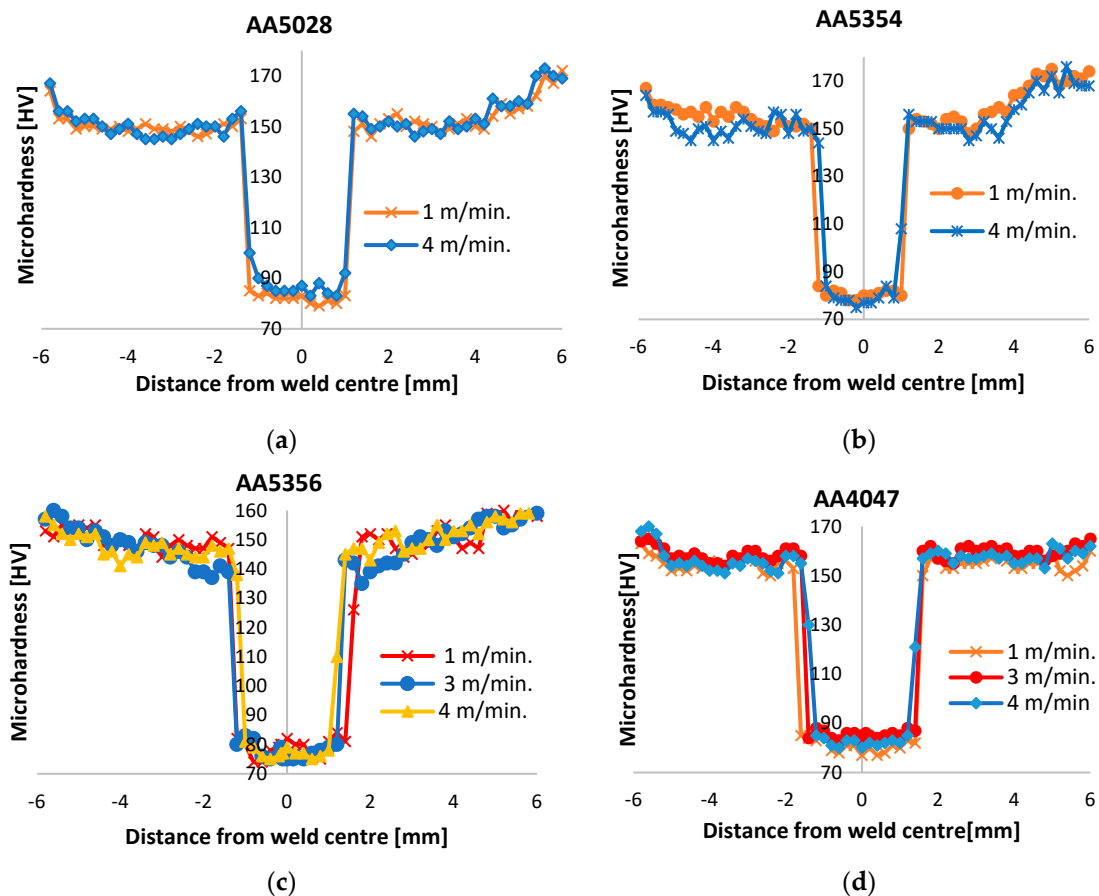 AA5028
Microhardness [HV]
170
150
130
110
90
70
1 m/min.
4 m/min.
-6 -4 -2 0 2 4 6
Distance from weld centre [mm]
(a)
AA5354
Microhardness [HV]
170
150
130
110
90
70
1 m/min.
4 m/min.
-6 -4 -2 0 2 4 6
Distance from weld centre [mm]
(b)
AA5356
Microhardness [HV]
160
150
140
130
120
110
100
90
80
70
1 m/min.
3 m/min.
4 m/min.
-6 -4 -2 0 2 4 6
Distance from weld centre [mm]
(c)
AA4047
Microhardness[HV]
170
150
130
110
90
70
1 m/min.
3 m/min.
4 m/min
-6 -4 -2 0 2 4 6
Distance from weld centre[mm]
(d)